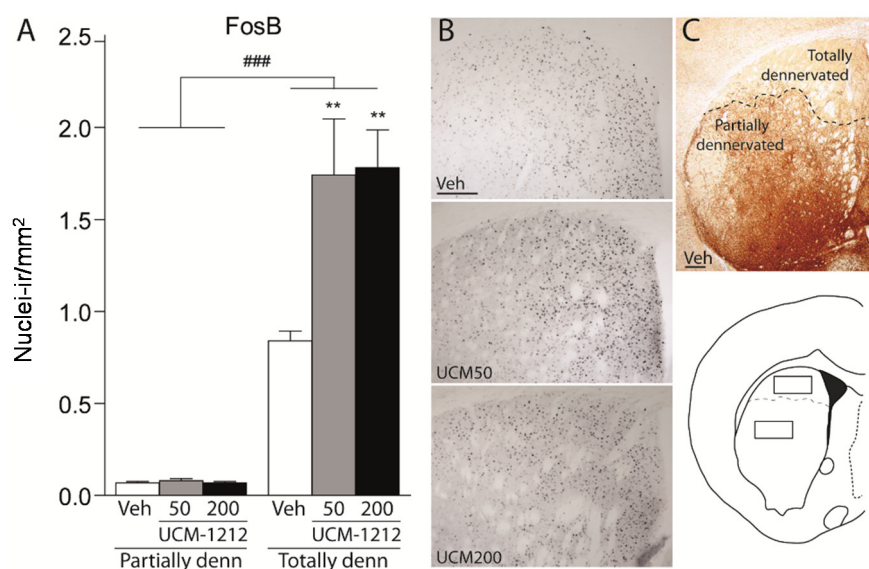 A
FosB
2.5
2.0
1.5
1.0
0.5
0.0
Nuclei-ir/mm²
###
**
**
Veh 50 200 Veh 50 200
UCM-1212 UCM-1212
Partially denn Totally denn
B
Veh
UCM50
UCM200
C
Totally
dennervated
Partially
dennervated
Veh